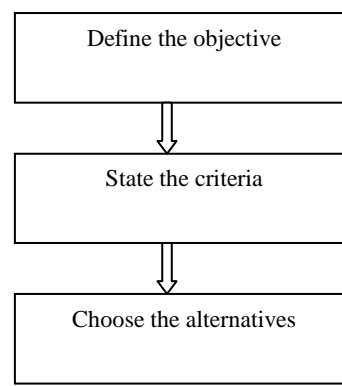 Define the objective
State the criteria
Choose the alternatives